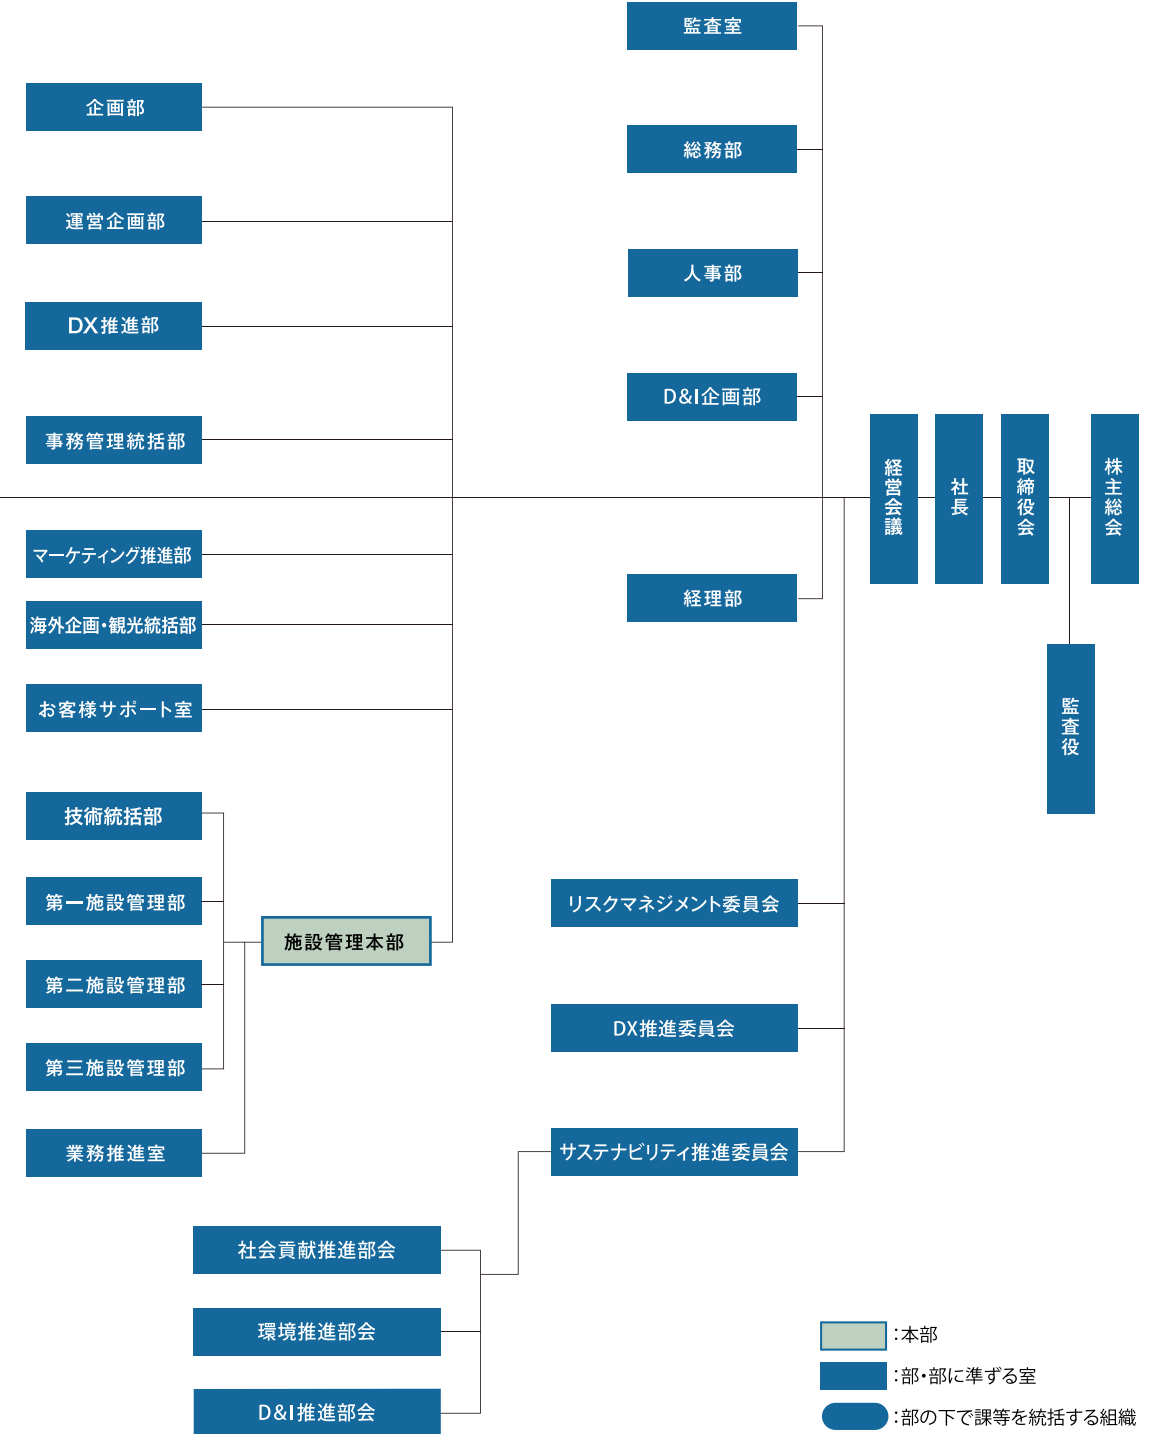 株主総会
取締役会
監査役
社長
経営会議
監査室
総務部
人事部
D&I企画部
経理部
企画部
運営企画部
DX推進部
事務管理統括部
マーケティング推進部
海外企画・観光統括部
お客様サポート室
施設管理本部
技術統括部
第一施設管理部
第二施設管理部
第三施設管理部
業務推進室
リスクマネジメント委員会
DX推進委員会
サステナビリティ推進委員会
社会貢献推進部会
環境推進部会
D&I推進部会
:本部
:部・部に準ずる室
:部の下で課等を統括する組織